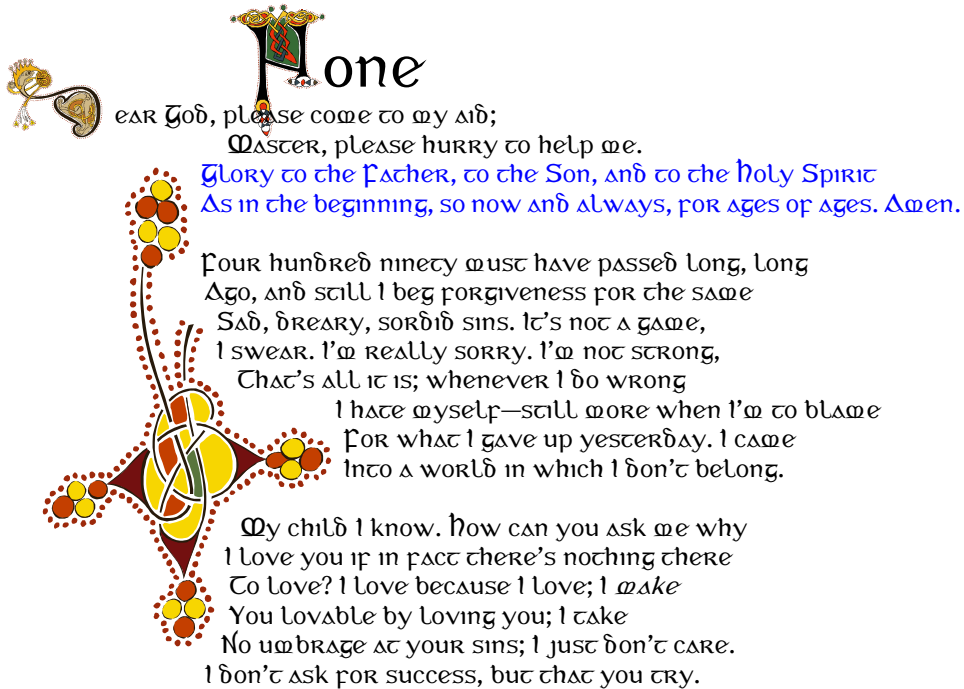 None
Dear God, please come to my aid;
Master, please hurry to help me.
Glory to the Father, to the Son, and to the Holy Spirit
As in the beginning, so now and always, for ages of ages. Amen.
Four hundred ninety must have passed long, long
Ago, and still I beg forgiveness for the same
Sad, dreary, sordid sins. It's not a game,
I swear. I'm really sorry. I'm not strong,
That's all it is; whenever I do wrong
I hate myself—still more when I'm to blame
For what I gave up yesterday. I came
Into a world in which I don't belong.
My child I know. How can you ask me why
I love you if in fact there's nothing there
To love? I love because I love; I make
You lovable by loving you; I take
No umbrage at your sins; I just don't care.
I don't ask for success, but that you try.